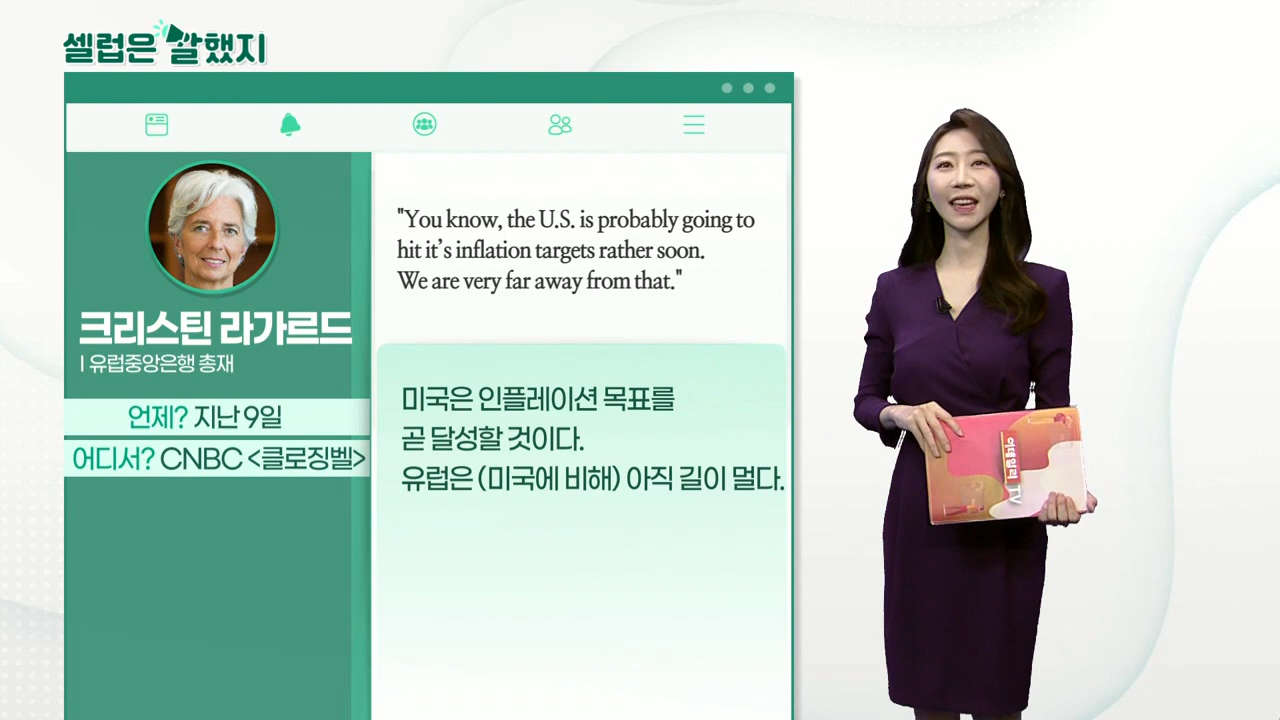 셀럽은 말했지
"You know, the U.S. is probably going to
hit it's inflation targets rather soon.
We are very far away from that."
크리스틴 라가르드
유럽중앙은행 총재
언제? 지난 9일
어디서? CNBC <클로징벨>
미국은 인플레이션 목표를
곧 달성할 것이다.
유럽은 (미국에 비해) 아직 길이 멀다.
이데일리 TV